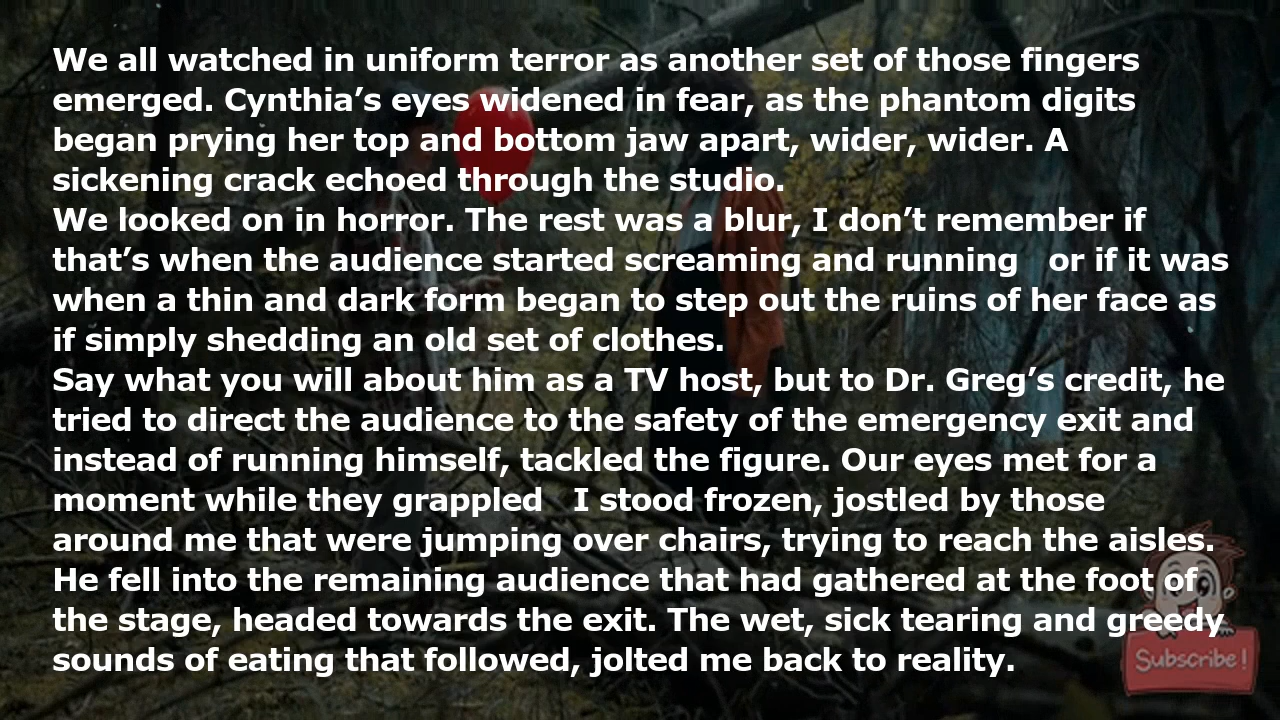 We all watched in uniform terror as another set of those fingers
emerged. Cynthia’s eyes widened in fear, as the phantom digits
began prying her top and bottom jaw apart, wider, wider. A
sickening crack echoed through the studio.
We looked on in horror. The rest was a blur, I don’t remember if
that’s when the audience started screaming and running   or if it was
when a thin and dark form began to step out the ruins of her face as
if simply shedding an old set of clothes.
Say what you will about him as a TV host, but to Dr. Greg’s credit, he
tried to direct the audience to the safety of the emergency exit and
instead of running himself, tackled the figure. Our eyes met for a
moment while they grappled   I stood frozen, jostled by those
around me that were jumping over chairs, trying to reach the aisles.
He fell into the remaining audience that had gathered at the foot of
the stage, headed towards the exit. The wet, sick tearing and greedy
sounds of eating that followed, jolted me back to reality.
Subscribe!